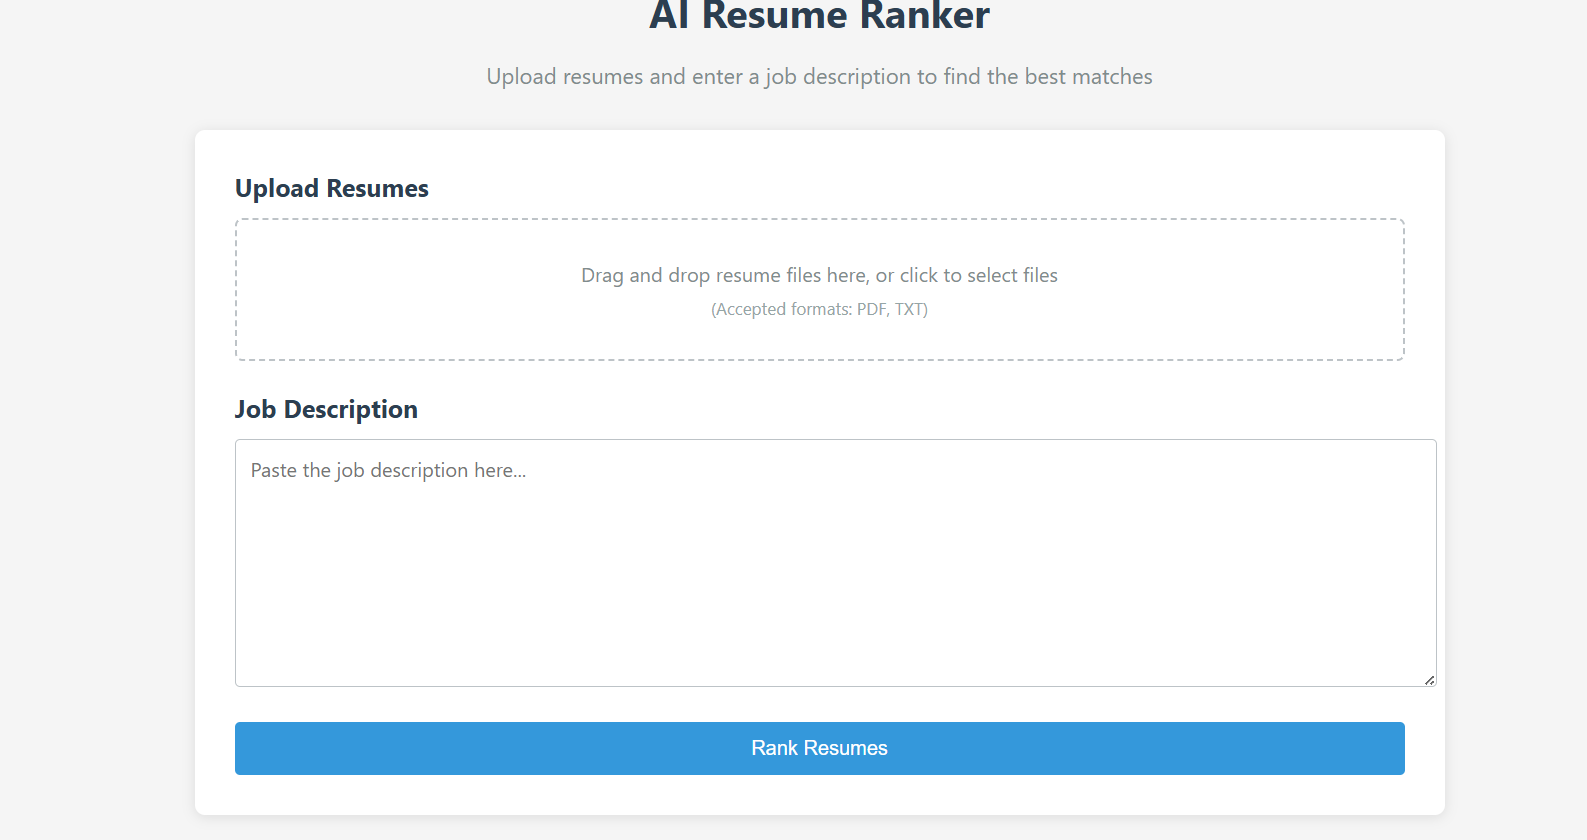 AI Resume Ranker
Upload resumes and enter a job description to find the best matches
Upload Resumes
Drag and drop resume files here, or click to select files
(Accepted formats: PDF, TXT)
Job Description
Paste the job description here...
Rank Resumes